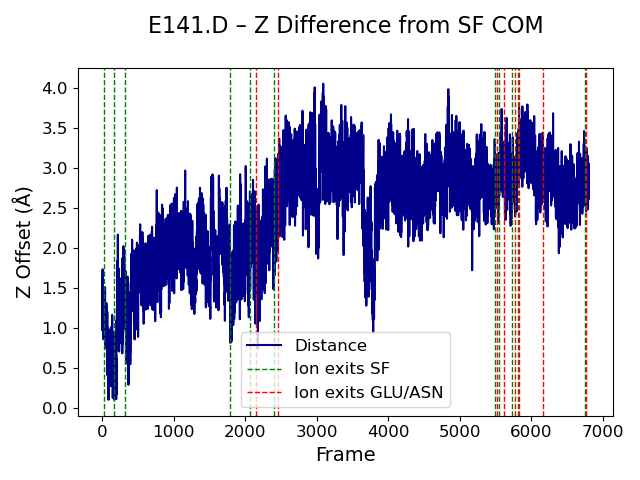 E141.D – Z Difference from SF COM
Z Offset (Å)
4.0
3.5
3.0
2.5
2.0
1.5
1.0
0.5
0.0
Distance
Ion exits SF
Ion exits GLU/ASN
0 1000 2000 3000 4000 5000 6000 7000
Frame